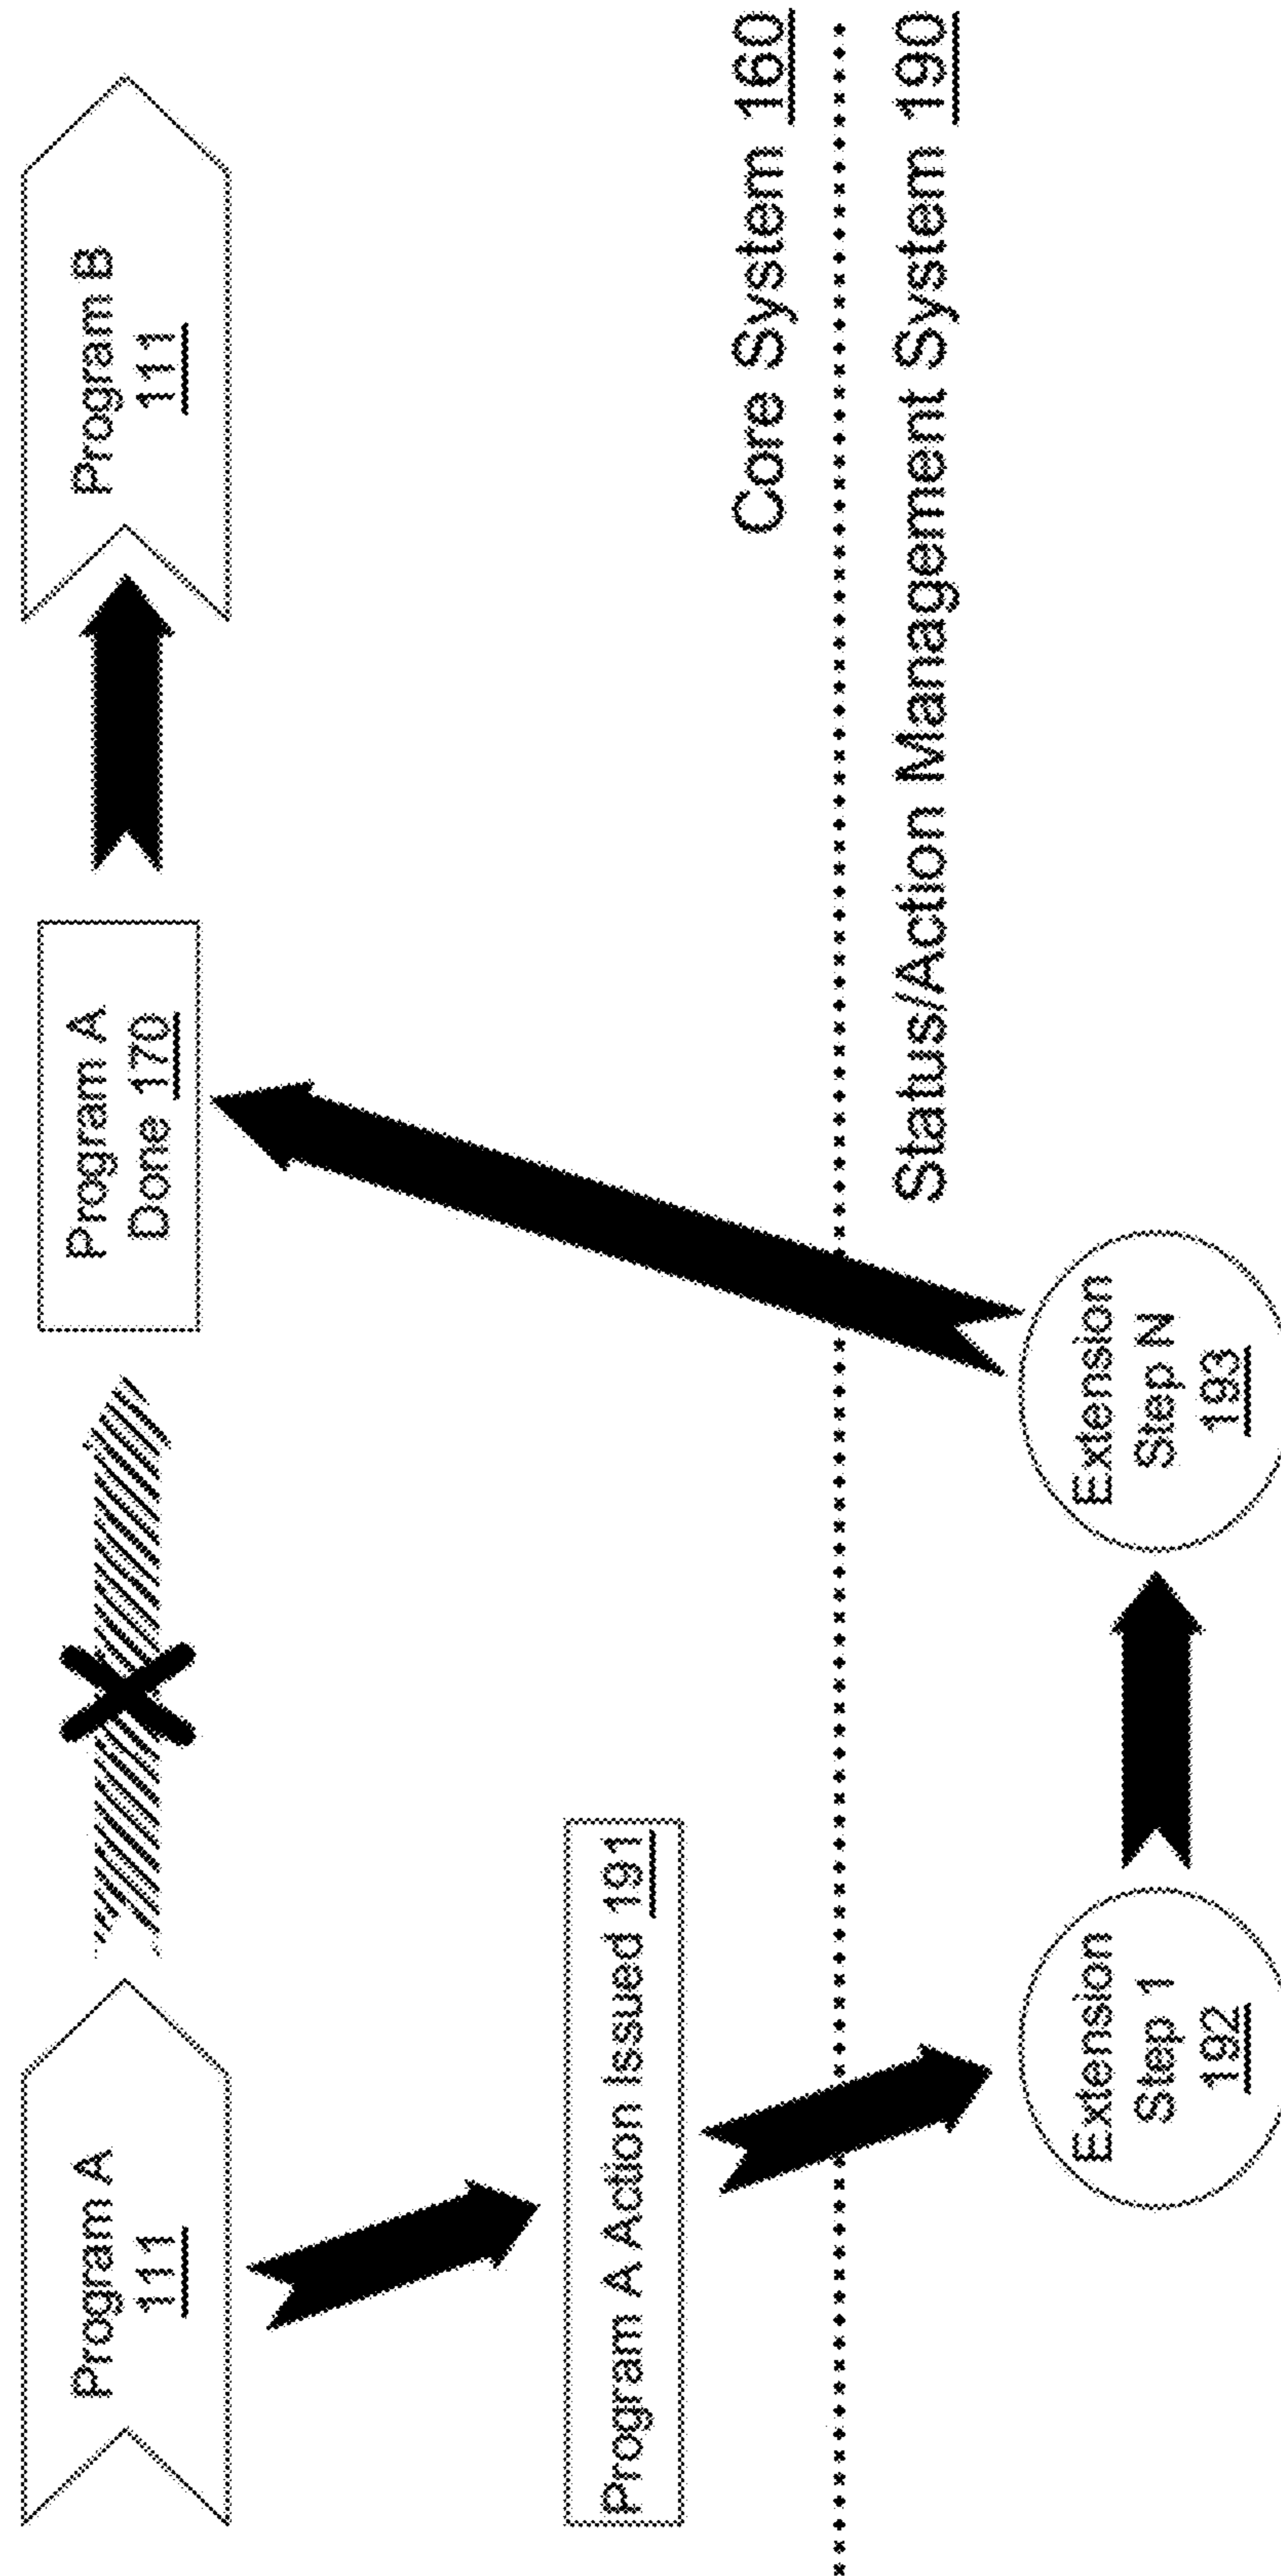 Program A
111
Program A
Done 170
Program B
111
Program A Action issued 191
Core System 160
Status/Action Management System 190
Extension
Step 1
192
Extension
Step N
193